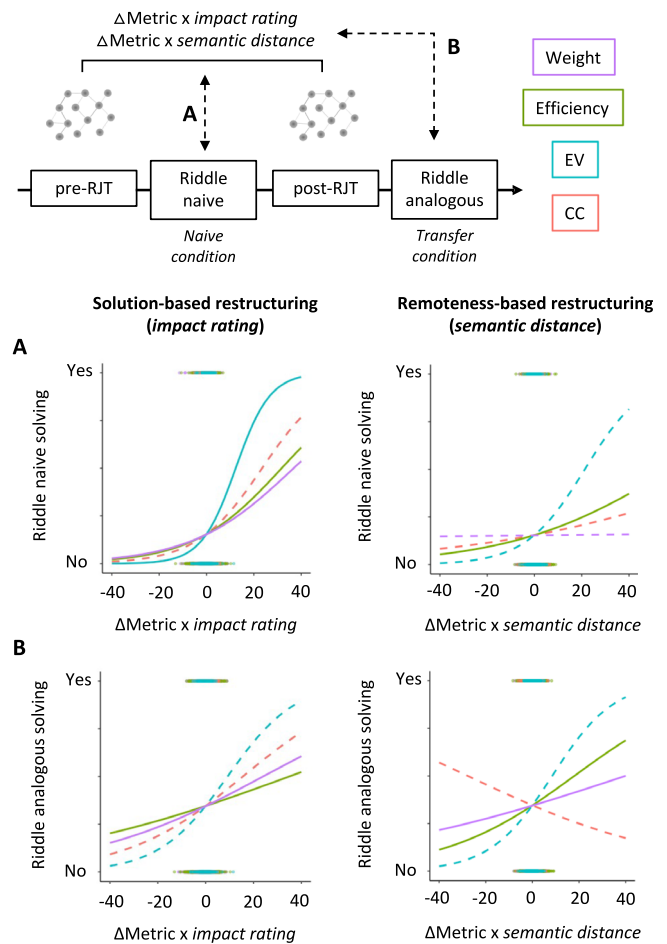 ΔMetric x impact rating
ΔMetric x semantic distance
B
A
Weight
Efficiency
EV
CC
pre-RJT
Riddle
naive
post-RJT
Riddle
analogous
Naive
condition
Transfer
condition
Solution-based restructuring
(impact rating)
Remoteness-based restructuring
(semantic distance)
A
Yes
No
Riddle naive solving
-40 -20 0 20 40
ΔMetric x impact rating
Yes
No
Riddle naive solving
-40 -20 0 20 40
ΔMetric x semantic distance
B
Yes
No
Riddle analogous solving
-40 -20 0 20 40
ΔMetric x impact rating
Yes
No
Riddle analogous solving
-40 -20 0 20 40
ΔMetric x semantic distance